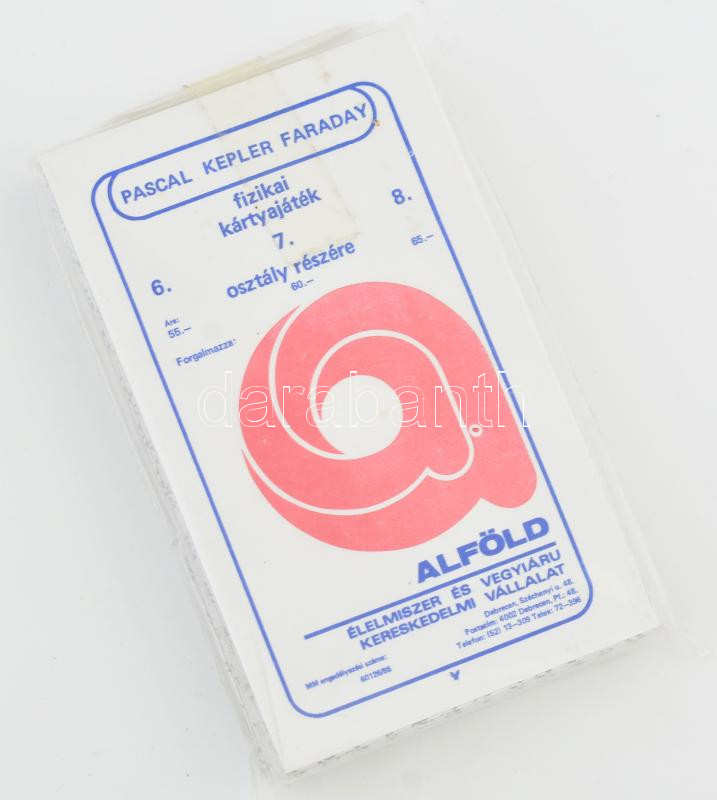 PASCAL KEPLER FARADAY
fizikai
kártyajáték
6.
7.
8.
osztály részére
Ára:
55.—
60.—
65.—
Forgalmazza:
darabanth
ALFÖLD
ÉLELMISZER ÉS VEGYIÁRU
KERESKEDELMI VÁLLALAT
Debrecen, Széchenyi u. 48.
Postacím: 4002 Debrecen, Pf.: 48.
Telefon: (52) 13—309 Telex: 72—396
MM engedélyezési száma:
60126/88